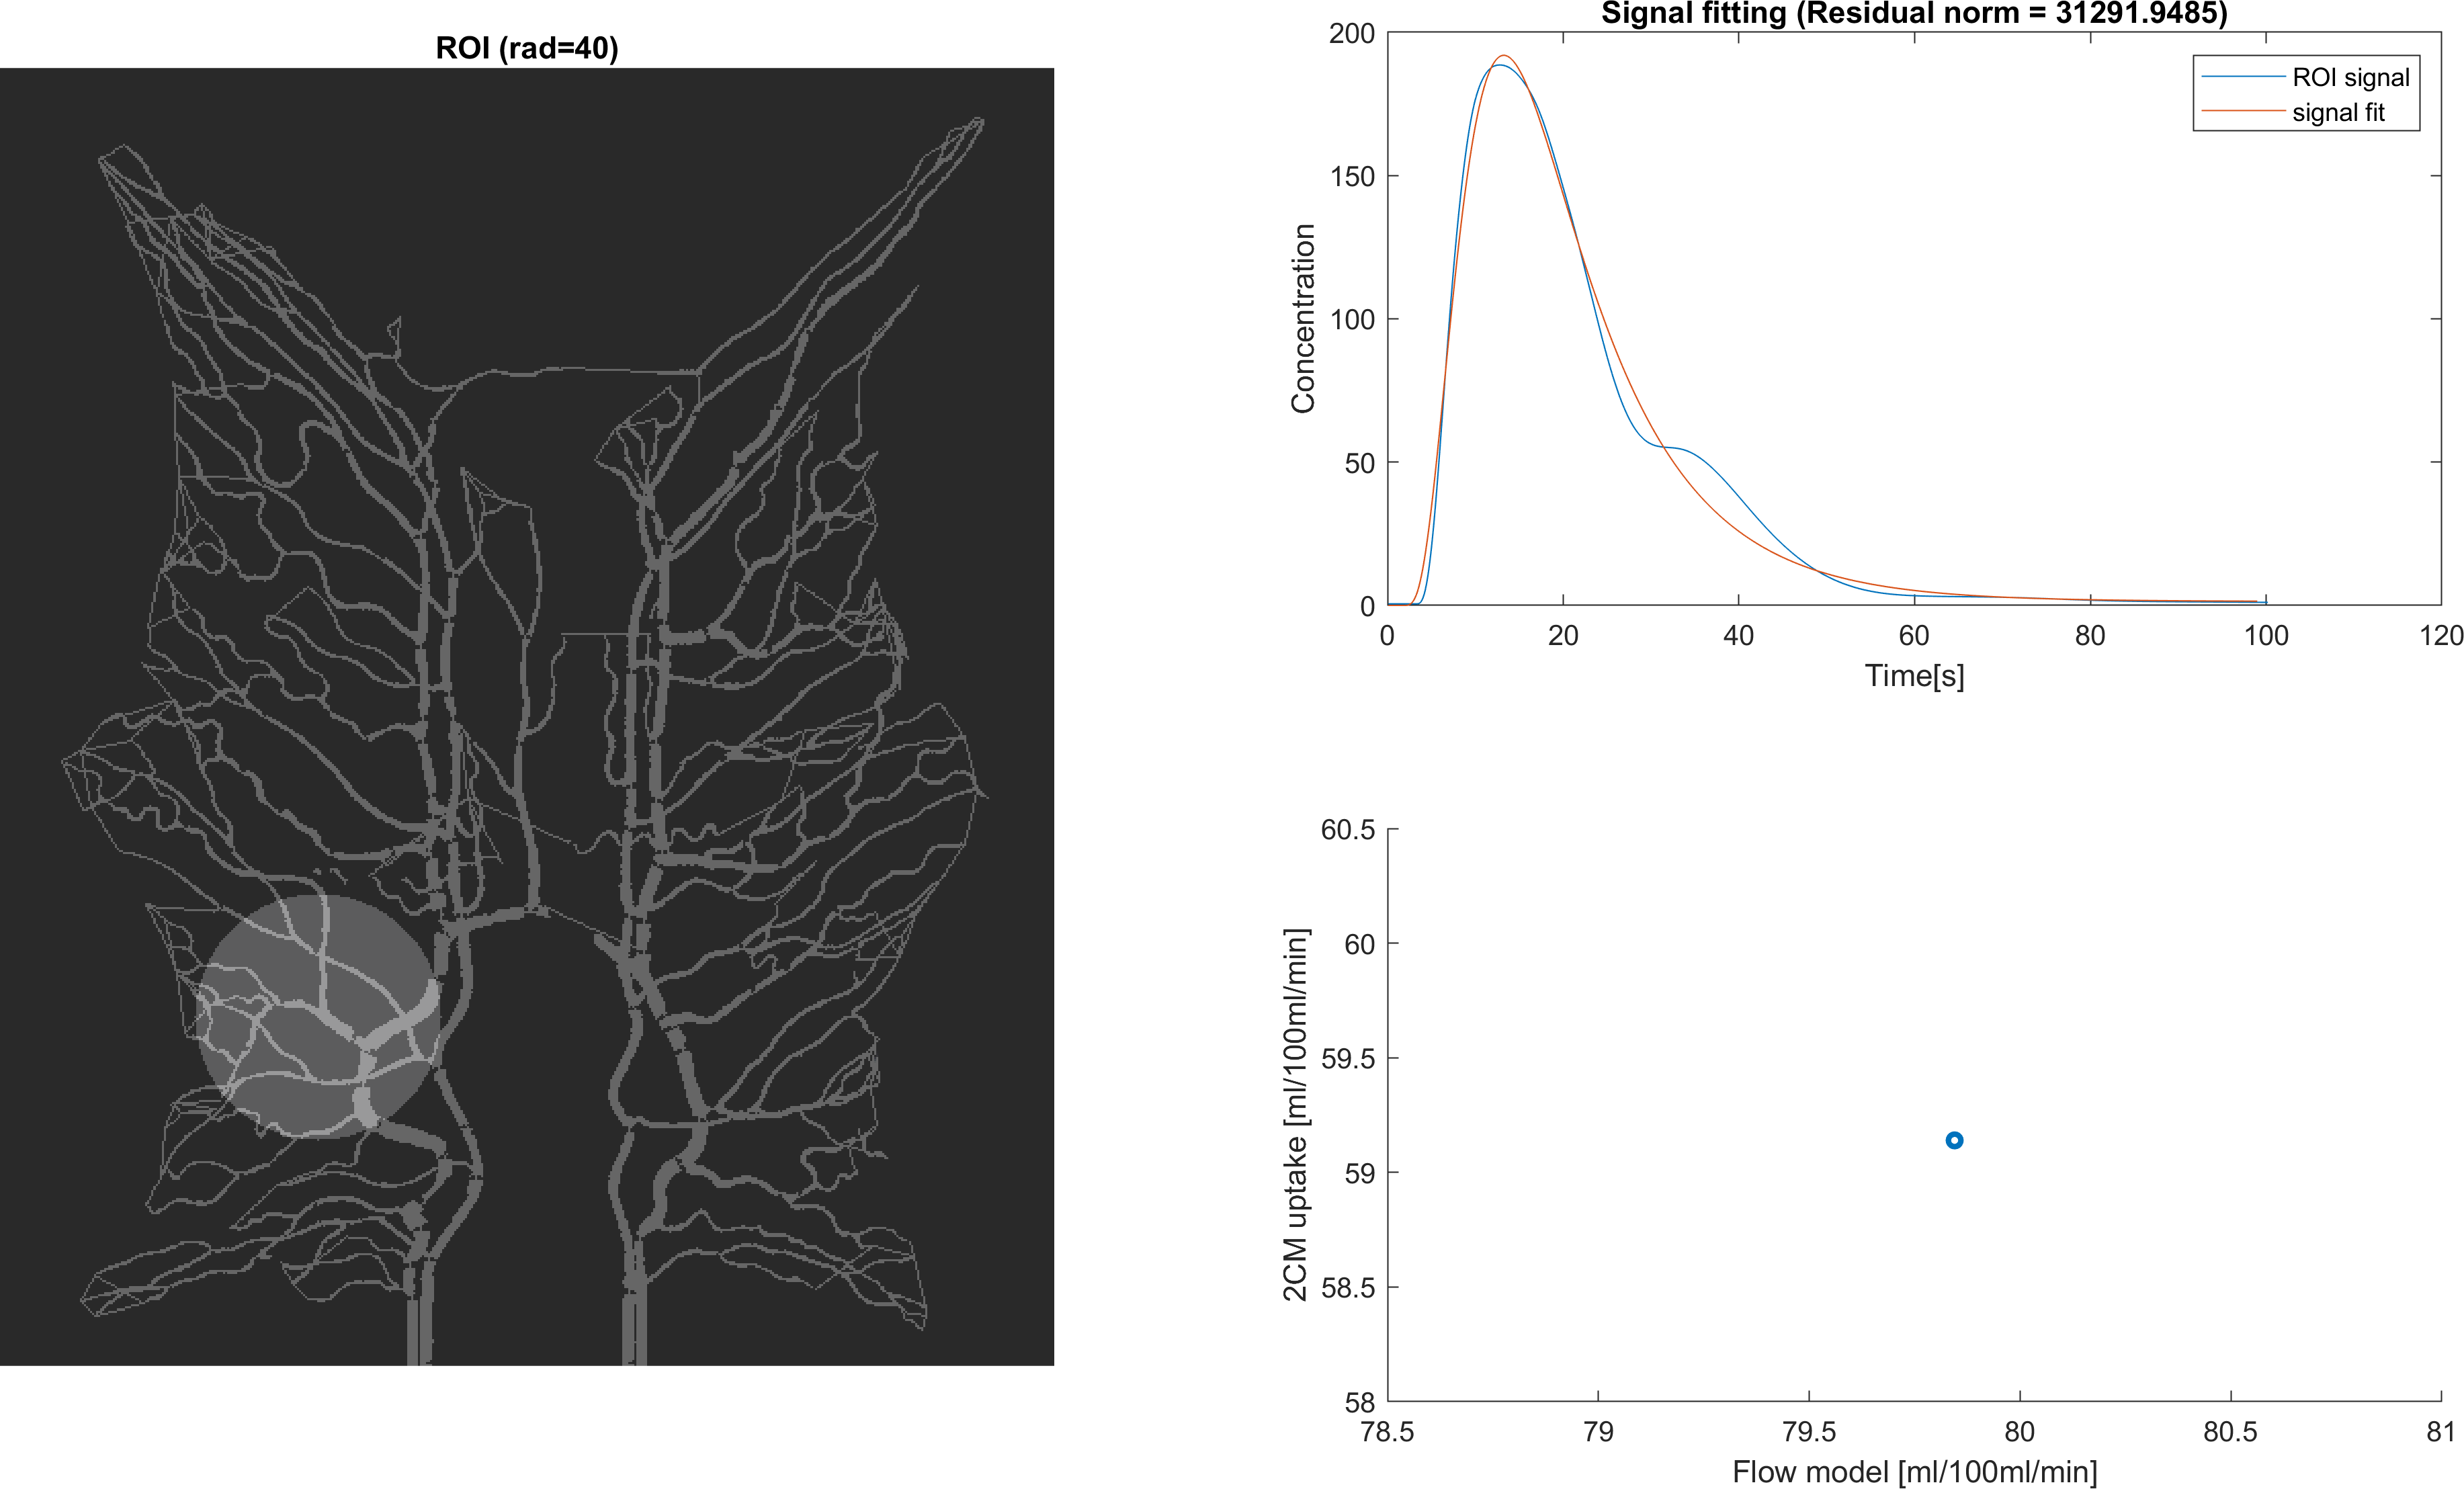 ROI (rad=40)
Signal fitting (Residual norm = 31291.9485)
200
150
100
50
0
Concentration
ROI signal
signal fit
0 20 40 60 80 100 120
Time[s]
60.5
60
59.5
59
58.5
58
2CM uptake [ml/100ml/min]
78.5 79 79.5 80 80.5 81
Flow model [ml/100ml/min]